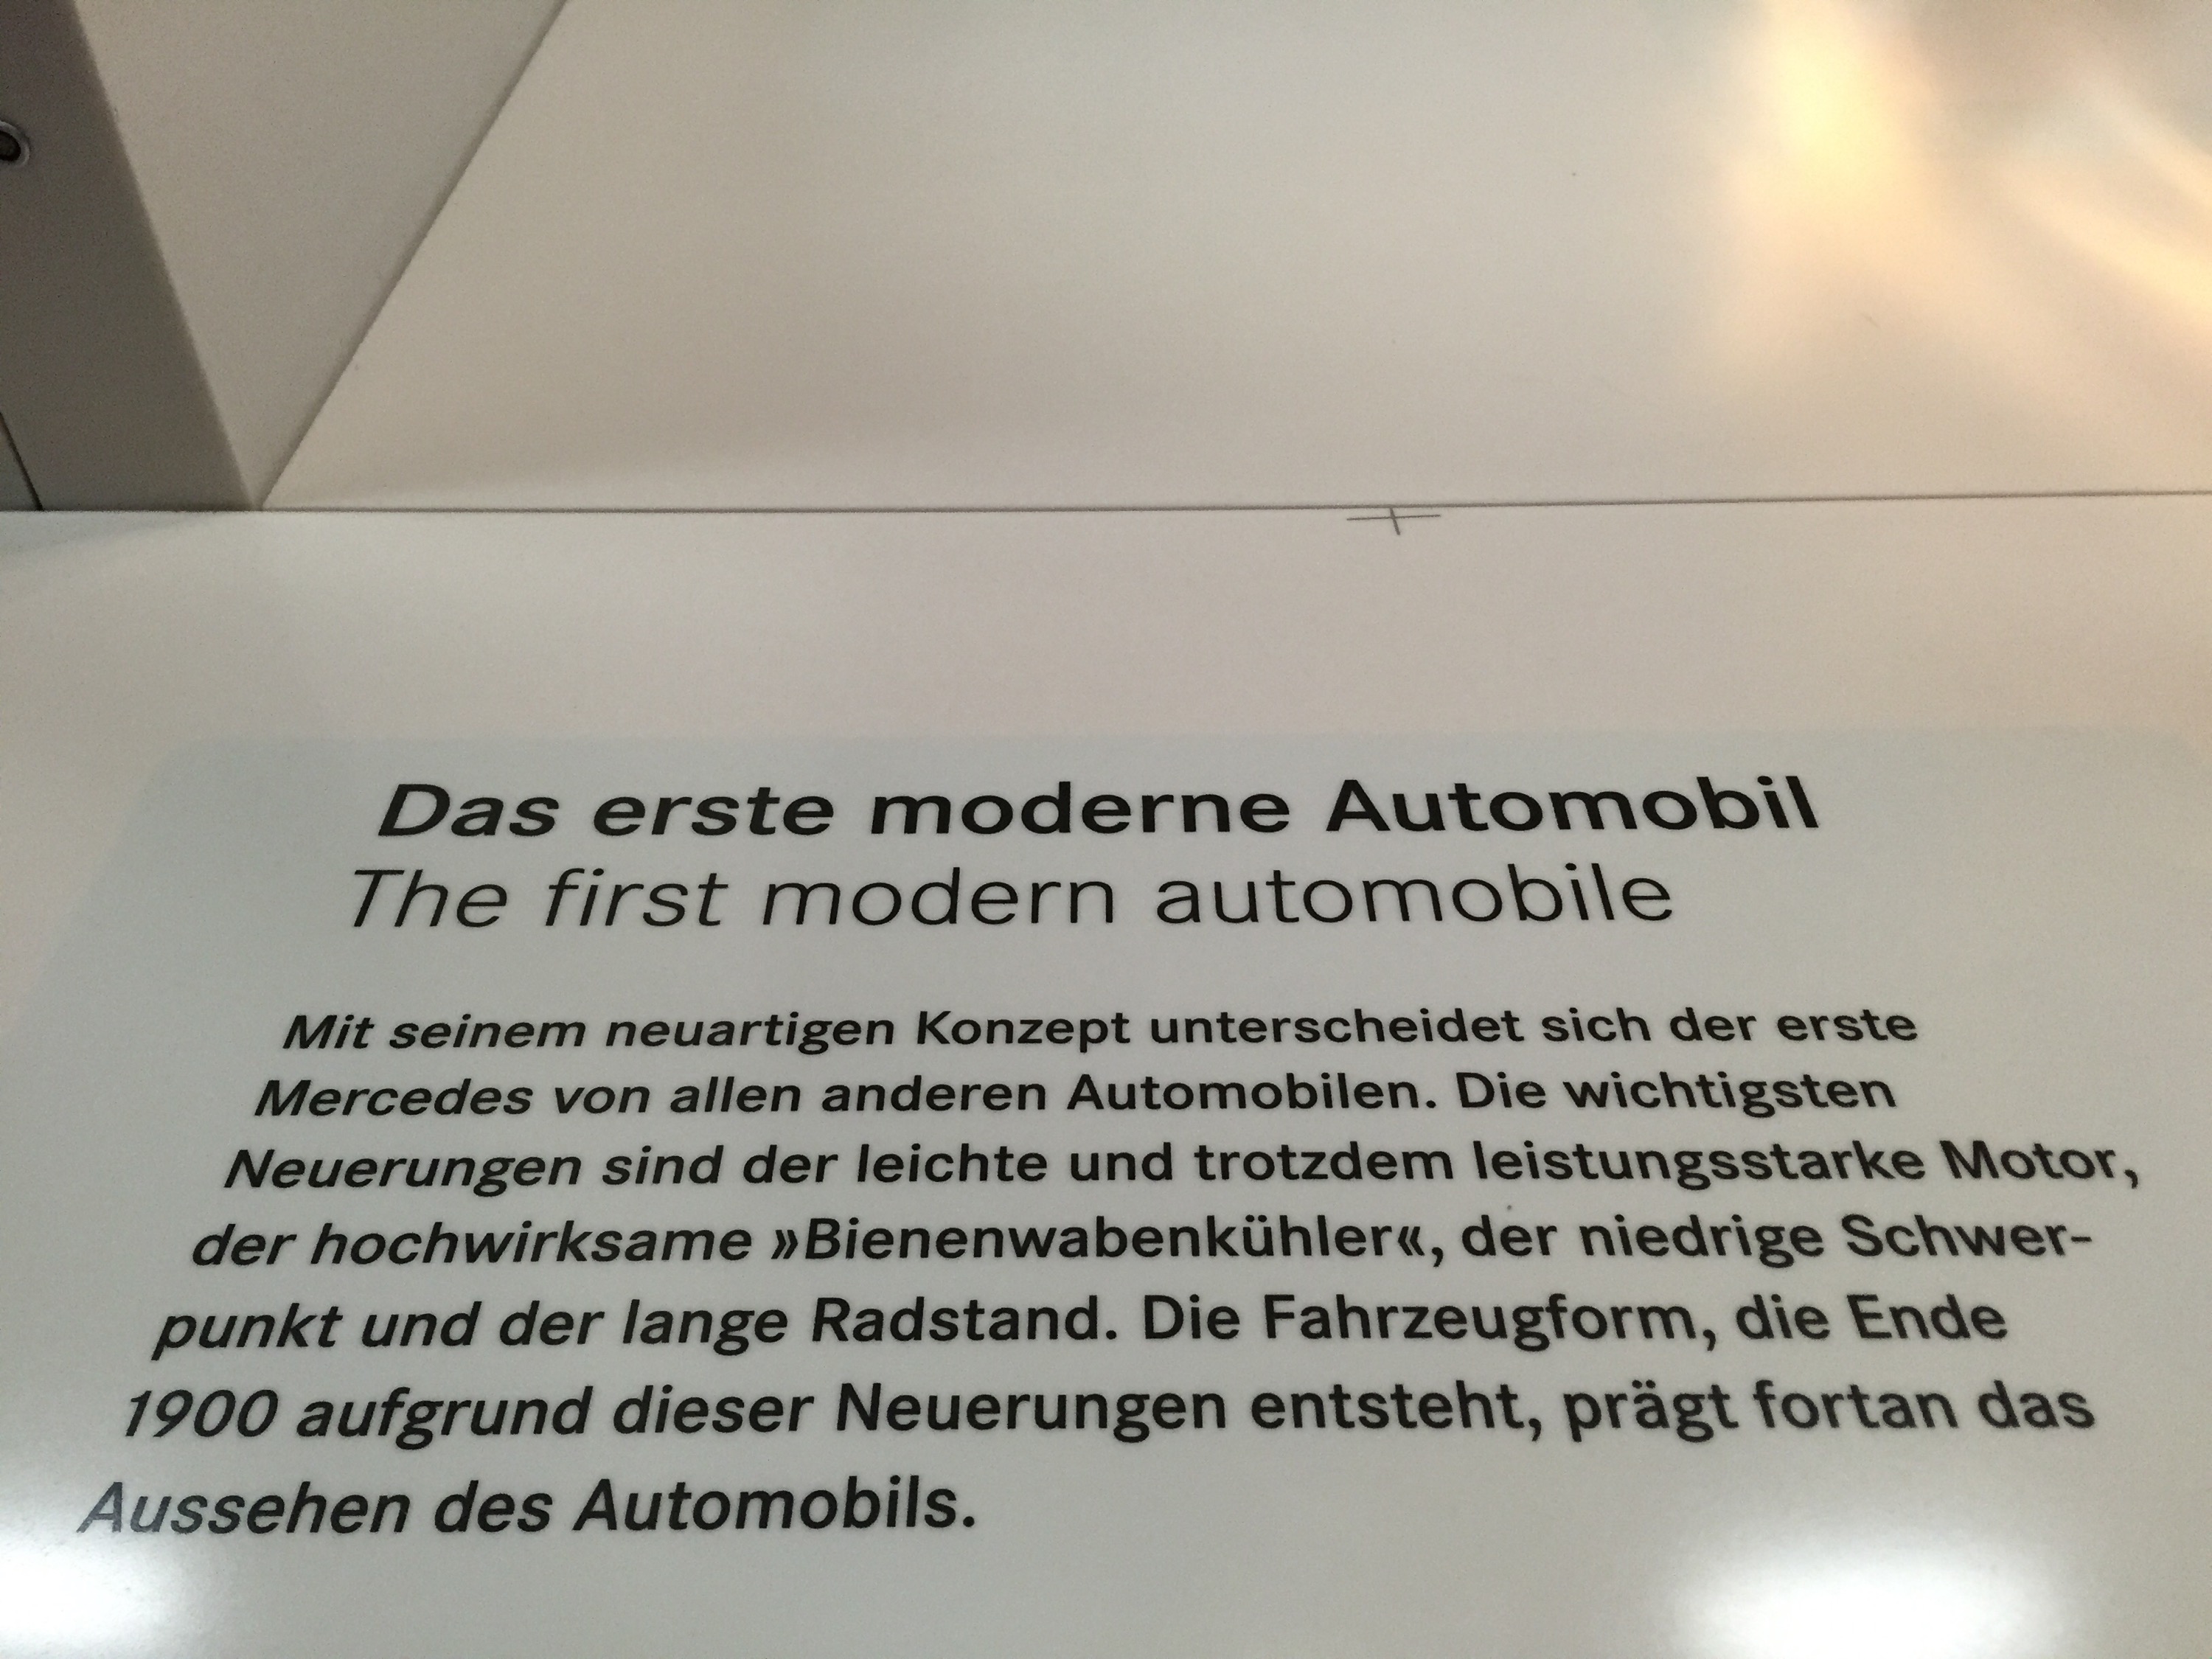 Das erste moderne Automobil
The first modern automobile
Mit seinem neuartigen Konzept unterscheidet sich der erste
Mercedes von allen anderen Automobilen. Die wichtigsten
Neuerungen sind der leichte und trotzdem leistungsstarke Motor,
der hochwirksame »Bienenwabenkühler«, der niedrige Schwer-
punkt und der lange Radstand. Die Fahrzeugform, die Ende
1900 aufgrund dieser Neuerungen entsteht, prägt fortan das
Aussehen des Automobils.